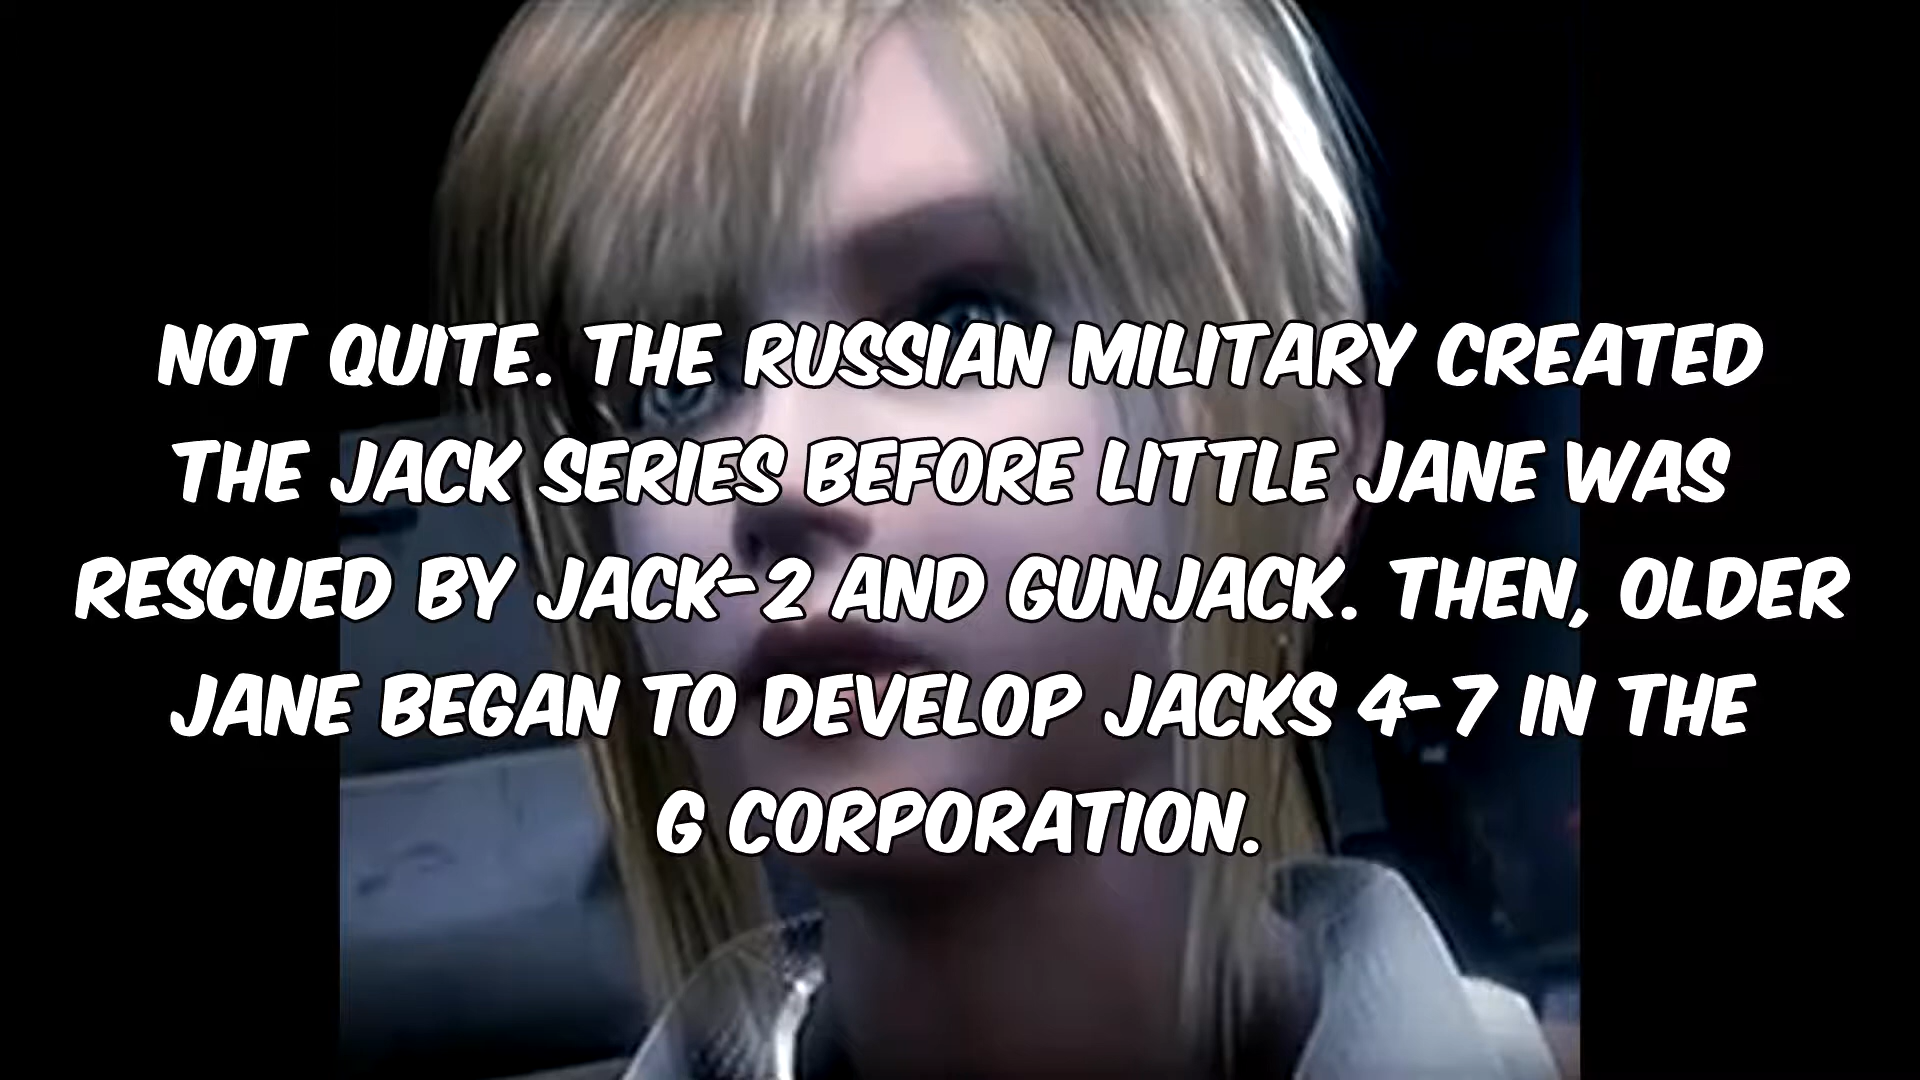 NOT QUITE. THE RUSSIAN MILITARY CREATED
THE JACK SERIES BEFORE LITTLE JANE WAS
RESCUED BY JACK-2 AND GUNJACK. THEN, OLDER
JANE BEGAN TO DEVELOP JACKS 4-7 IN THE
G CORPORATION.